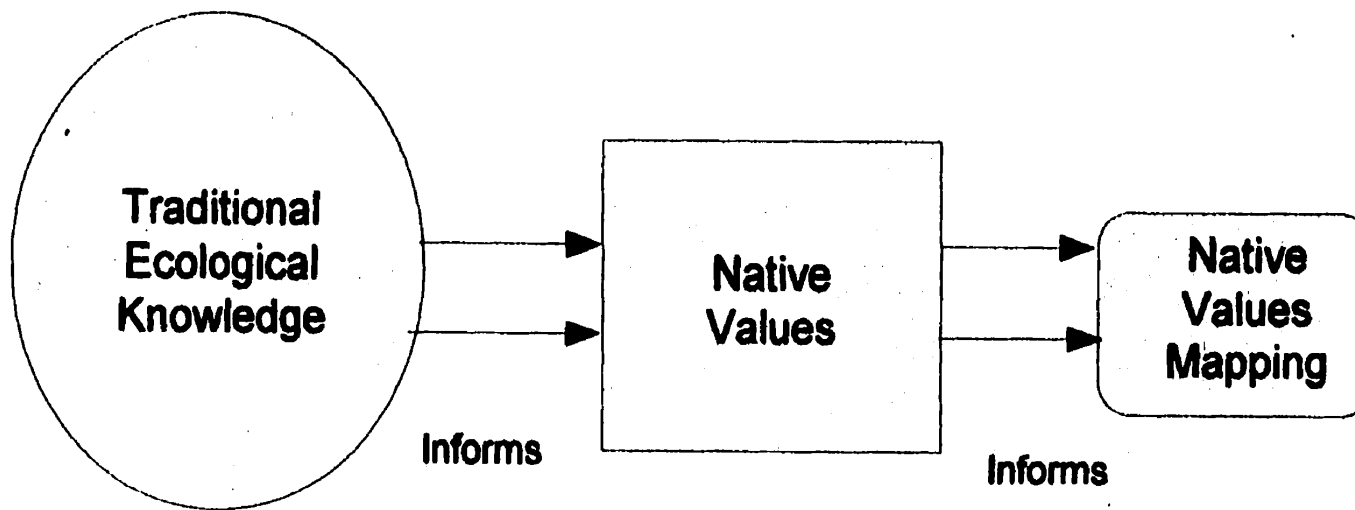 Traditional
Ecological
Knowledge
Informs
Native
Values
Informs
Native
Values
Mapping